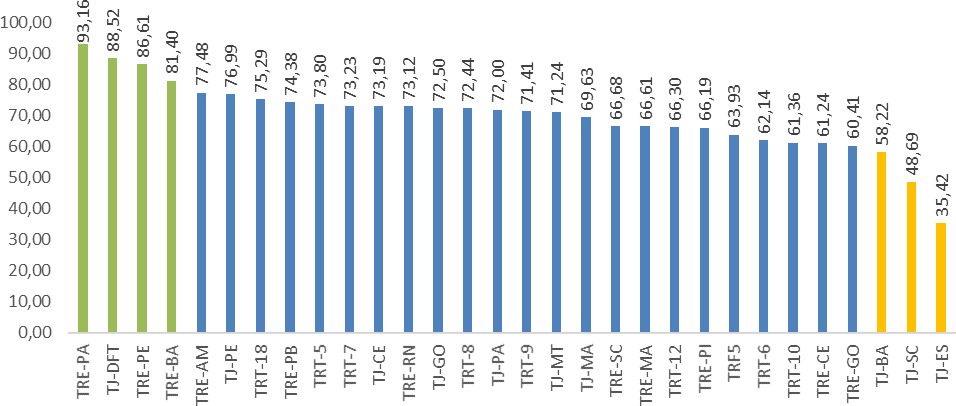 100,00
90,00
80,00
70,00
60,00
50,00
40,00
30,00
20,00
10,00
0,00
93,16
88,52
86,61
81,40
77,48
76,99
75,29
74,38
73,80
73,23
73,19
73,12
72,50
72,44
72,00
71,41
71,24
69,63
66,68
66,61
66,30
66,19
63,93
62,14
61,36
61,24
60,41
58,22
48,69
35,42
TRE-PA
TJ-DFT
TRE-PE
TRE-BA
TRE-AM
TJ-PE
TRT-18
TRE-PB
TRT-5
TRT-7
TJ-CE
TRE-RN
TJ-GO
TRT-8
TJ-PA
TRT-9
TJ-MT
TJ-MA
TRE-SC
TRE-MA
TRT-12
TRE-PI
TRF5
TRT-6
TRT-10
TRE-CE
TRE-GO
TJ-BA
TJ-SC
TJ-ES